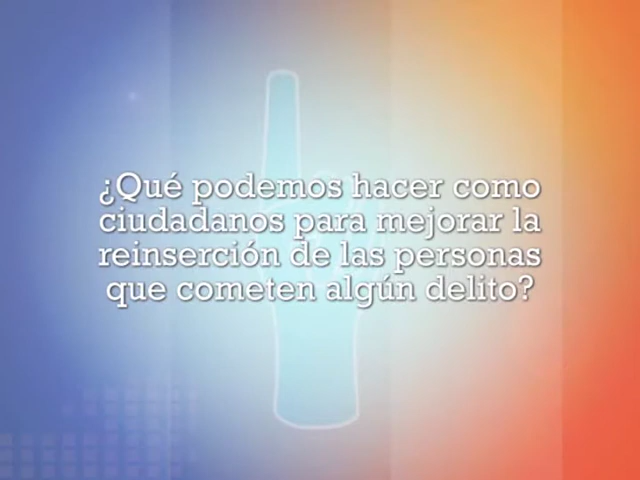 ¿Qué podemos hacer como
ciudadanos para mejorar la
reinserción de las personas
que cometen algún delito?